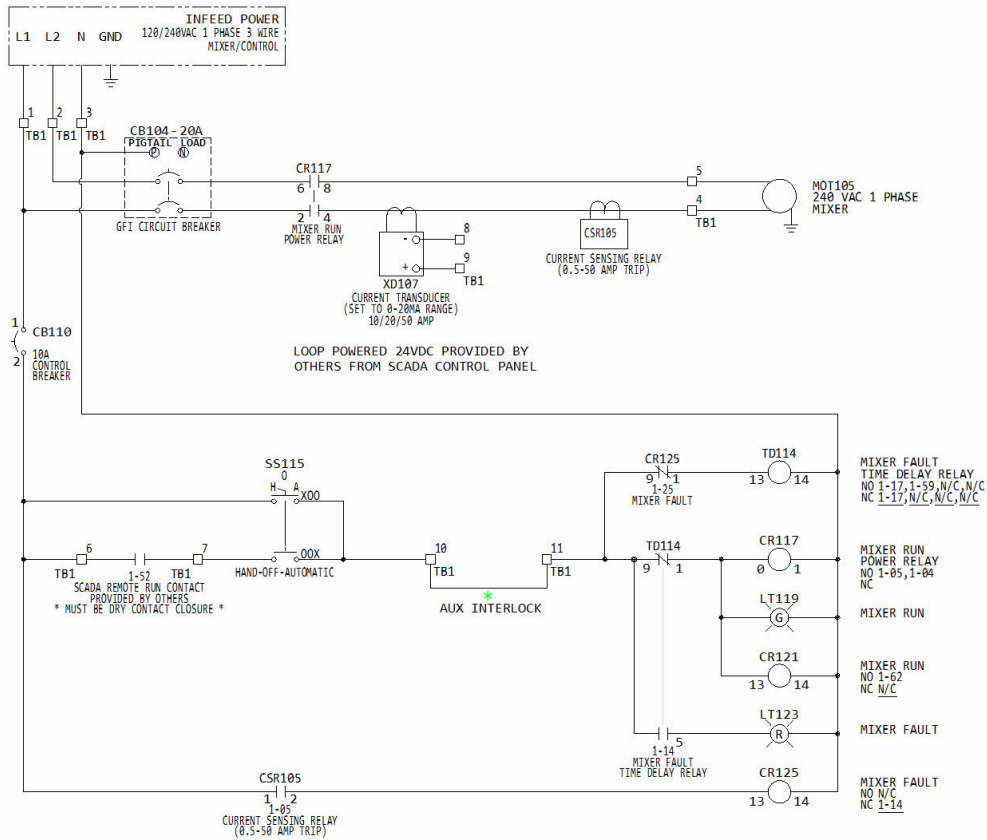 INFEED POWER
120/240VAC 1 PHASE 3 WIRE
MIXER/CONTROL
L1 L2 N GND
1 2 3
TB1 TB1 TB1
CB104-20A
PIGTAIL LOAD
P N
GFI CIRCUIT BREAKER
CR117
6 8
2 4
MIXER RUN
POWER RELAY
- 8
+ 9
TB1
XD107
CURRENT TRANSDUCER
(SET TO 0-20MA RANGE)
10/20/50 AMP
CSR105
CURRENT SENSING RELAY
(0.5-50 AMP TRIP)
5
4
TB1
MOT105
240 VAC 1 PHASE
MIXER
1
CB110
2
10A
CONTROL
BREAKER
LOOP POWERED 24VDC PROVIDED BY
OTHERS FROM SCADA CONTROL PANEL
SS115
O
H A
XOO
OOX
HAND-OFF-AUTOMATIC
6 7
TB1 TB1
1-52
SCADA REMOTE RUN CONTACT
PROVIDED BY OTHERS
* MUST BE DRY CONTACT CLOSURE *
10 11
TB1 TB1
*
AUX INTERLOCK
CR125
9 1
1-25
MIXER FAULT
TD114
13 14
MIXER FAULT
TIME DELAY RELAY
NO 1-17,1-59,N/C,N/C
NC 1-17,N/C,N/C,N/C
TD114
9 1
CR117
0 1
MIXER RUN
POWER RELAY
NO 1-05,1-04
NC
LT119
G
MIXER RUN
CR121
13 14
MIXER RUN
NO 1-62
NC N/C
5
1-14
MIXER FAULT
TIME DELAY RELAY
LT123
R
MIXER FAULT
CSR105
1 2
1-05
CURRENT SENSING RELAY
(0.5-50 AMP TRIP)
CR125
13 14
MIXER FAULT
NO N/C
NC 1-14